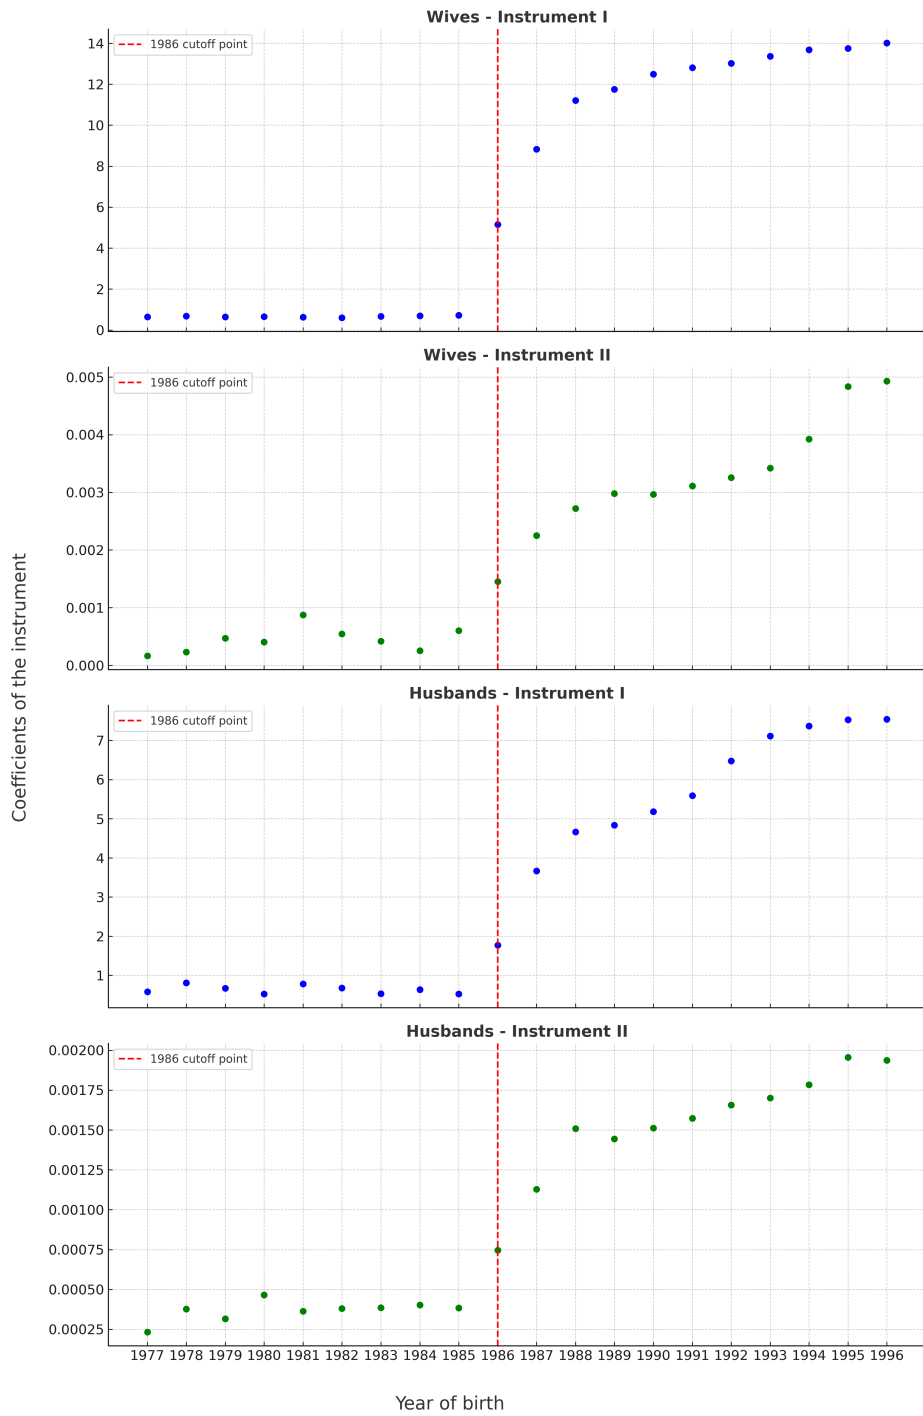 Wives - Instrument I
1986 cutoff point
14
12
10
8
6
4
2
0
Wives - Instrument II
1986 cutoff point
0.005
0.004
0.003
0.002
0.001
0.000
Coefficients of the instrument
Husbands - Instrument I
1986 cutoff point
7
6
5
4
3
2
1
Husbands - Instrument II
1986 cutoff point
0.00200
0.00175
0.00150
0.00125
0.00100
0.00075
0.00050
0.00025
1977 1978 1979 1980 1981 1982 1983 1984 1985 1986 1987 1988 1989 1990 1991 1992 1993 1994 1995 1996
Year of birth